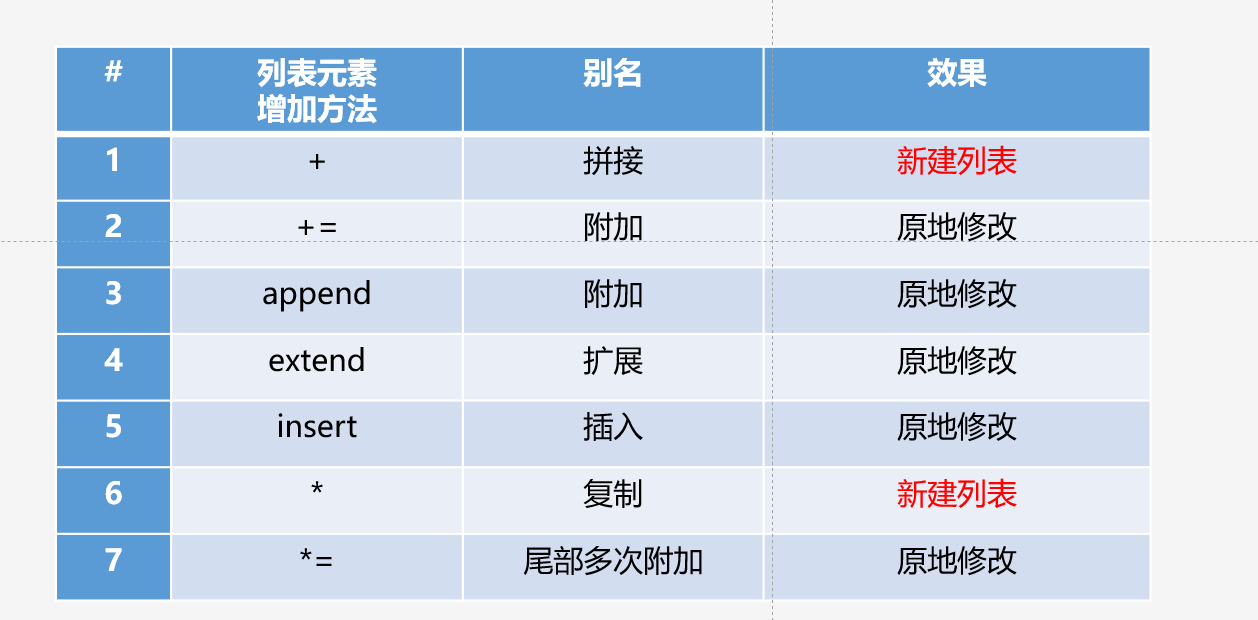 # 列表元素 别名 效果
增加方法
1 + 拼接 新建列表
2 += 附加 原地修改
3 append 附加 原地修改
4 extend 扩展 原地修改
5 insert 插入 原地修改
6 * 复制 新建列表
7 *= 尾部多次附加 原地修改